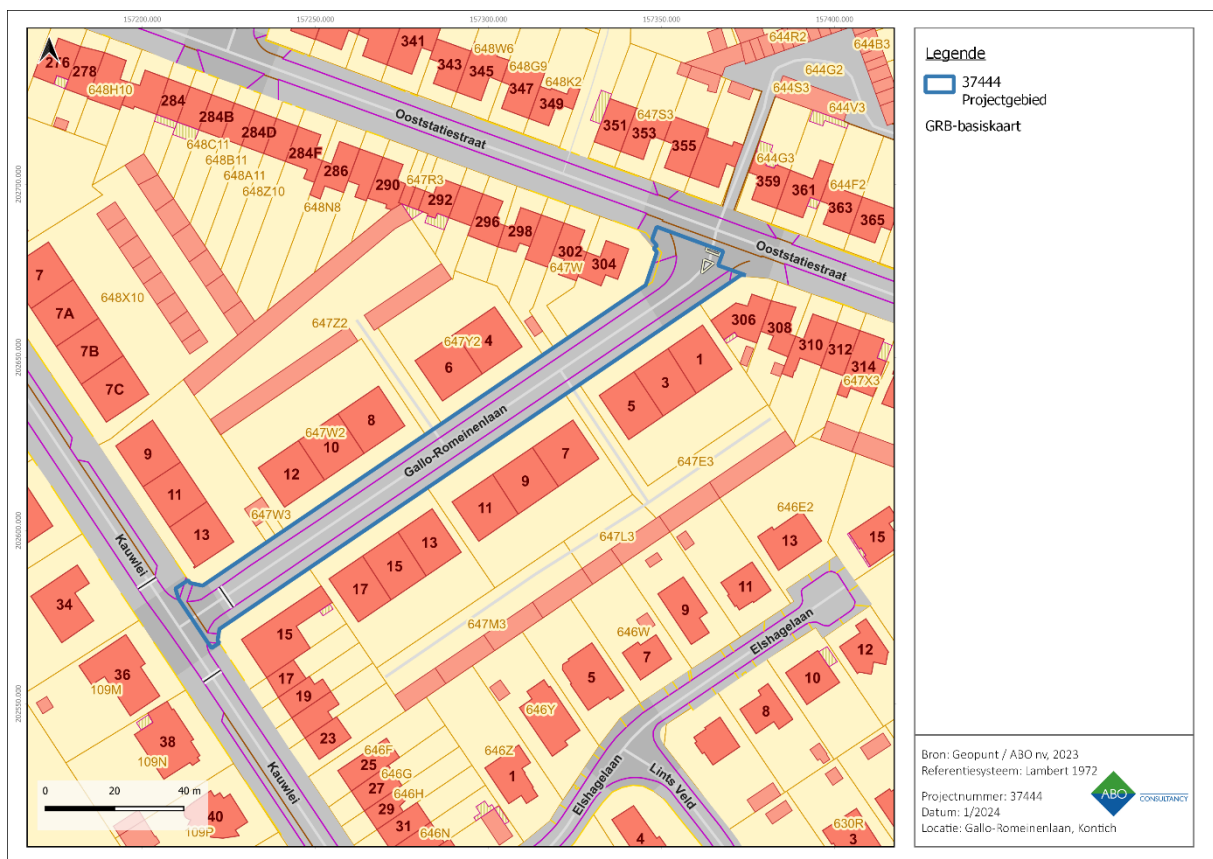 157200.000 157250.000 157300.000 157350.000 157400.000
202700.000
202650.000
202600.000
202550.000
276 278 648H10 284 284B 284D 284F 286 290 292 296 298 302 304
648C11
648B11
648A11
648Z10
648N8
647R3
647W
341 343 345 347 349 351 353 355 359 361 363 365
648W6
648G9
648K2
647S3
644R2
644B3
644G2
644S3
644V3
644G3
644F2
Ooststatiestraat
Ooststatiestraat
306 308 310 312 314
647X3
7
7A
7B
7C
648X10
647Z2
647Y2
4
6
8
10
12
647W2
647W3
9
11
13
Gallo-Romeinenlaan
1
3
5
7
9
11
13
15
17
647E3
647L3
647M3
646E2
13
15
Kauwlei
Kauwlei
34
36
109M
38
109N
40
109P
15
17
19
23
646F
25
646G
27
646H
29
31
646N
646Z
1
646Y
5
646W
7
9
11
Elshagelaan
Elshagelaan
Lints Veld
12
10
8
4
630R
3
0 20 40 m
Legende
37444
Projectgebied
GRB-basiskaart
Bron: Geopunt / ABO nv, 2023
Referentiesysteem: Lambert 1972
Projectnummer: 37444
Datum: 1/2024
Locatie: Gallo-Romeinenlaan, Kontich
ABO CONSULTANCY